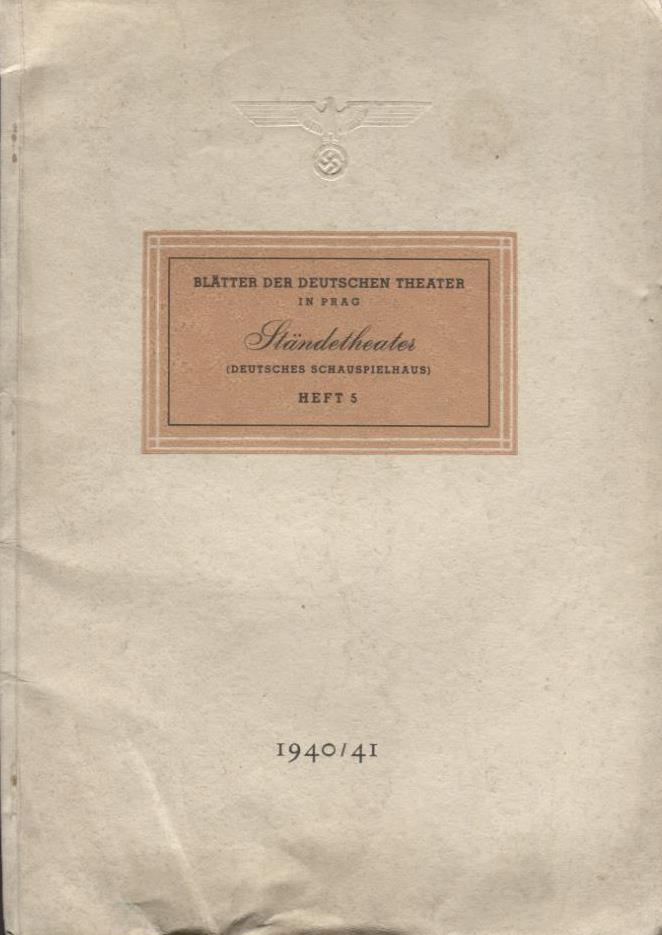 BLÄTTER DER DEUTSCHEN THEATER
IN PRAG
Ständetheater
(DEUTSCHES SCHAUSPIELHAUS)
HEFT 5
1940/41